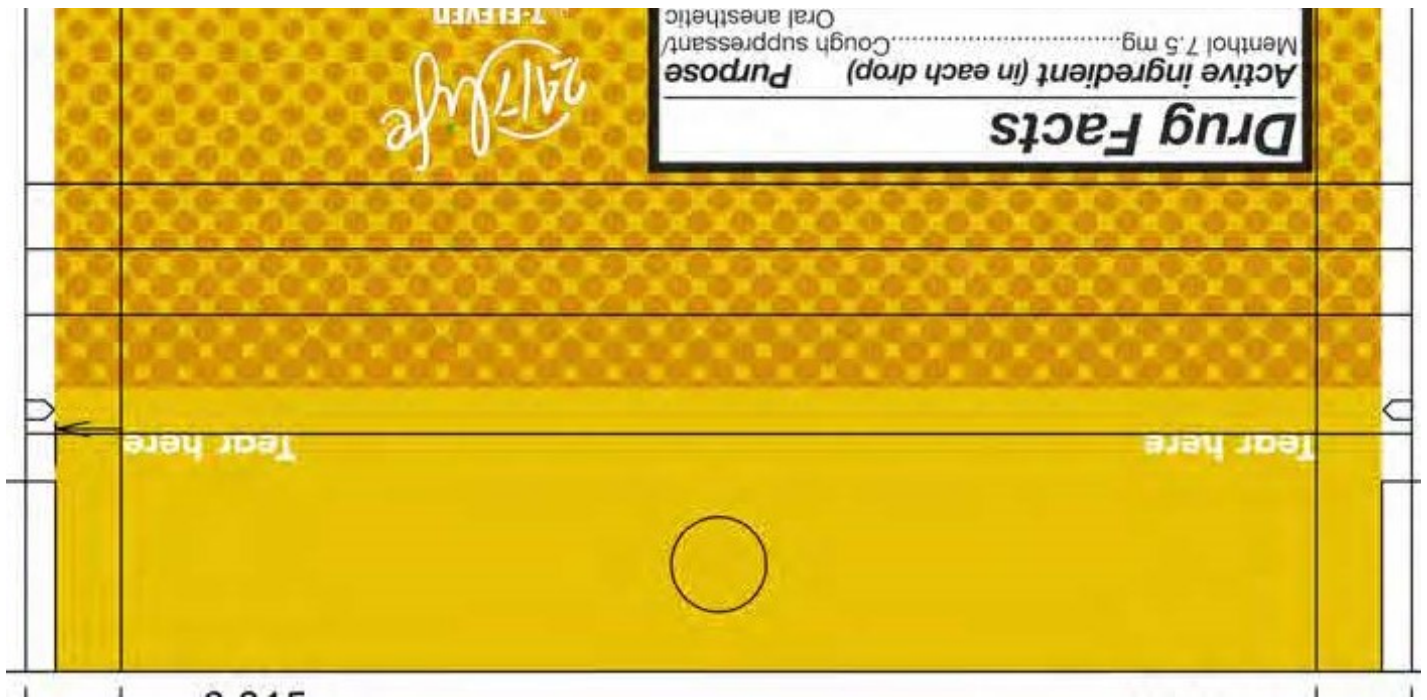 Drug Facts
Active ingredient (in each drop) Purpose
Menthol 7.5 mg................................Cough suppressant/
Oral anesthetic
24/7 Life
7-ELEVEN
Tear here
Tear here